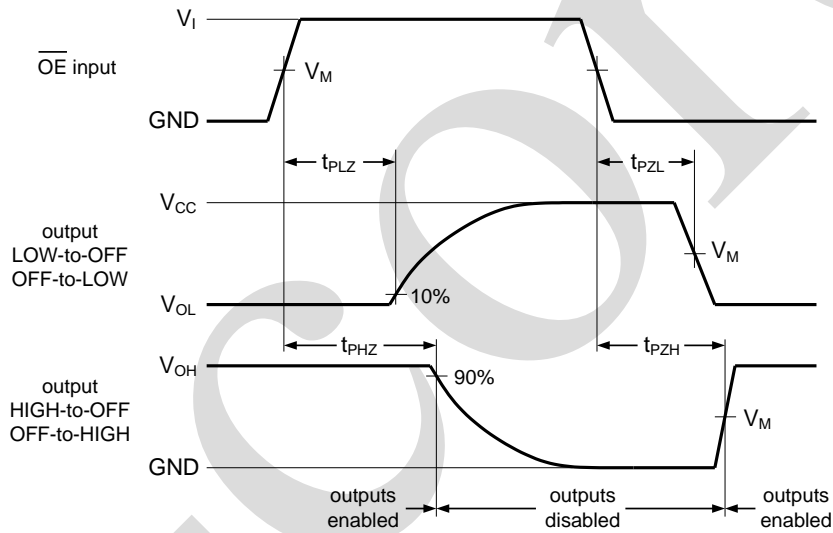 V_I
OE input
V_M
GND
t_PLZ
t_PZL
V_CC
output
LOW-to-OFF
OFF-to-LOW
V_M
10%
V_OL
t_PHZ
t_PZH
V_OH
90%
output
HIGH-to-OFF
OFF-to-HIGH
V_M
GND
outputs
enabled
outputs
disabled
outputs
enabled